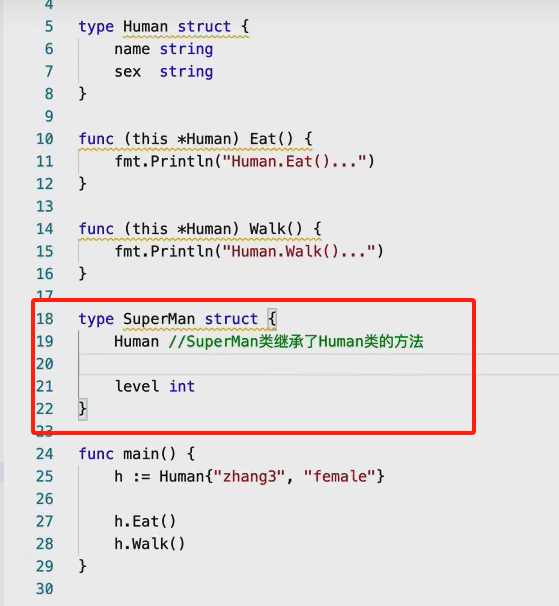 4
5 type Human struct {
6     name string
7     sex  string
8 }
9
10 func (this *Human) Eat() {
11     fmt.Println("Human.Eat()...")
12 }
13
14 func (this *Human) Walk() {
15     fmt.Println("Human.Walk()...")
16 }
17
18 type SuperMan struct {
19     Human //SuperMan类继承了Human类的方法
20
21     level int
22 }
23
24 func main() {
25     h := Human{"zhang3", "female"}
26
27     h.Eat()
28     h.Walk()
29 }
30